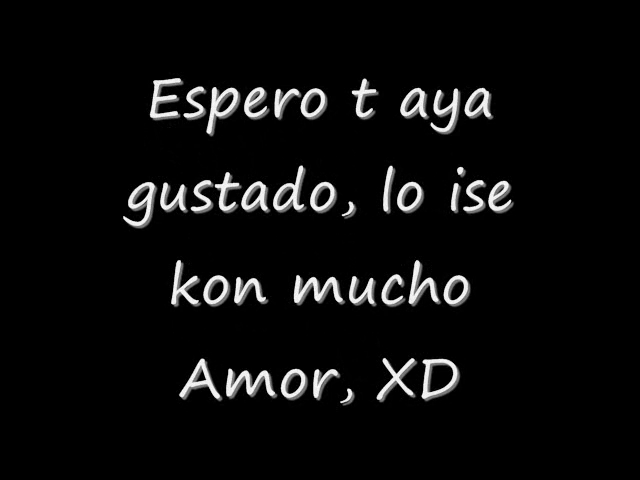 Espero t aya
gustado, lo ise
kon mucho
Amor, XD